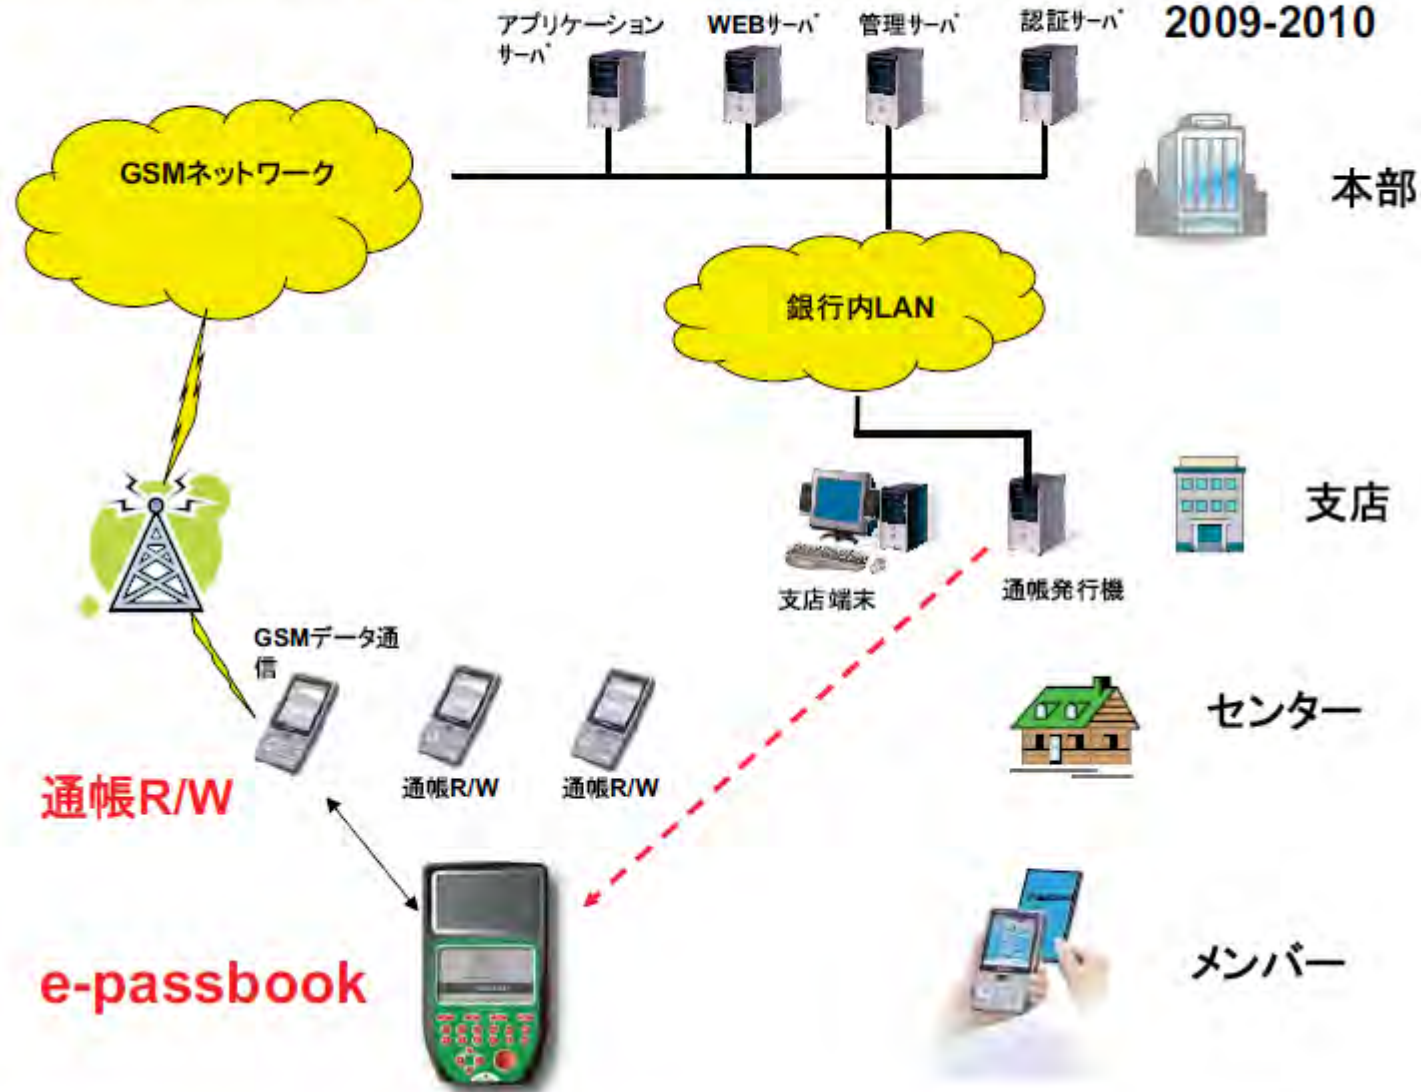 アプリケーション
サーバ
WEBサーバ
管理サーバ
認証サーバ
2009-2010
GSMネットワーク
本部
銀行内LAN
支店
支店端末
通帳発行機
GSMデータ通
信
センター
通帳R/W
通帳R/W
通帳R/W
メンバー
e-passbook